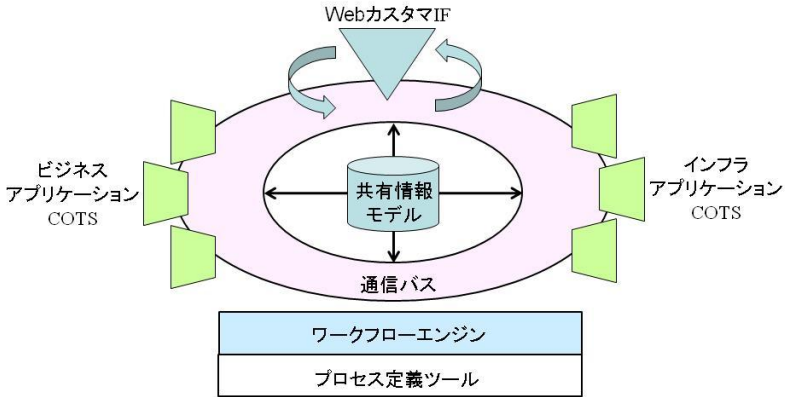 WebカスタマIF
ビジネス
アプリケーション
COTS
共有情報
モデル
インフラ
アプリケーション
COTS
通信バス
ワークフローエンジン
プロセス定義ツール